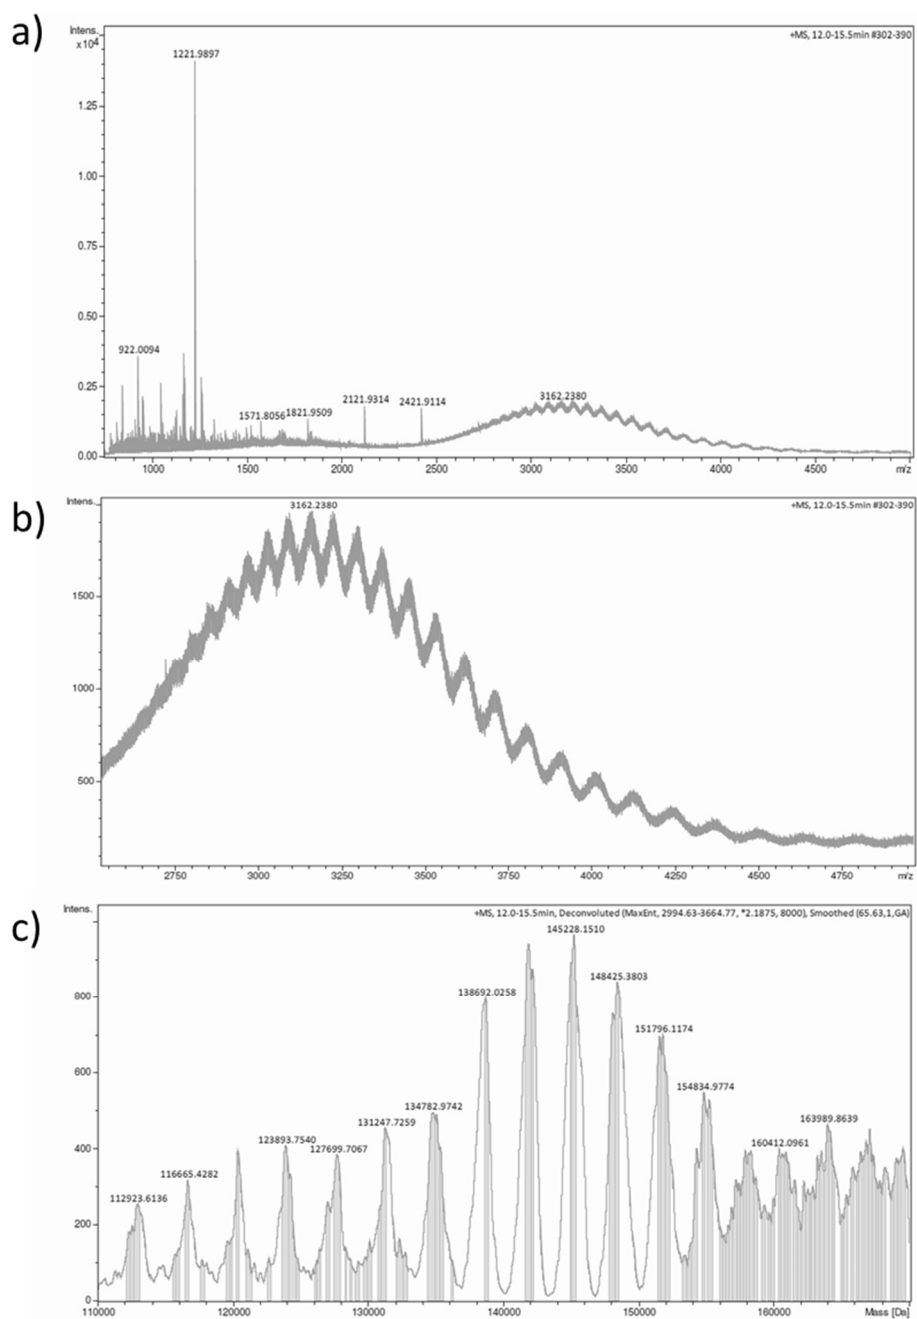 a)
Intens.
x10⁴
+MS, 12.0-15.5min #302-390
1221.9897
1.25
1.00
0.75
0.50
922.0094
0.25
1571.8056
1821.9509
2121.9314
2421.9114
3162.2380
0.00
1000 1500 2000 2500 3000 3500 4000 4500 m/z
b)
Intens.
+MS, 12.0-15.5min #302-390
3162.2380
1500
1000
500
2750 3000 3250 3500 3750 4000 4250 4500 4750 m/z
c)
Intens.
+MS, 12.0-15.5min, Deconvoluted (MaxEnt, 2994.63-3664.77, *2.1875, 8000), Smoothed (65.63,1,GA)
145228.1510
148425.3803
138692.0258
800
151796.1174
600
154834.9774
134782.9742
131247.7259
163989.8639
123893.7540
127699.7067
160412.0961
400
116665.4282
112923.6136
200
0
110000 120000 130000 140000 150000 160000 Mass [Da]